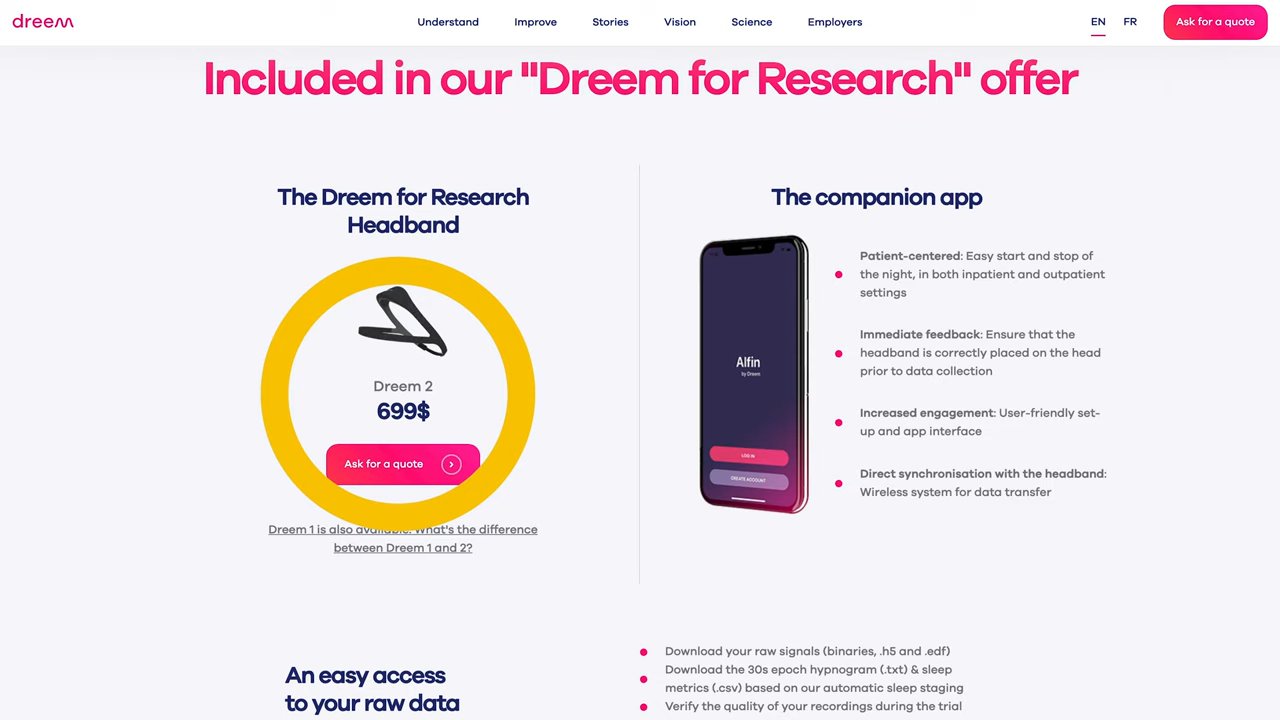 dreem
Understand
Improve
Stories
Vision
Science
Employers
EN
FR
Ask for a quote
Included in our "Dreem for Research" offer
The Dreem for Research
Headband
Dreem 2
699$
Ask for a quote
Dreem 1 is also available. What's the difference
between Dreem 1 and 2?
The companion app
Alfin
by Dreem
LOG IN
CREATE ACCOUNT
Patient-centered: Easy start and stop of
the night, in both inpatient and outpatient
settings
Immediate feedback: Ensure that the
headband is correctly placed on the head
prior to data collection
Increased engagement: User-friendly set-
up and app interface
Direct synchronisation with the headband:
Wireless system for data transfer
An easy access
to your raw data
Download your raw signals (binaries, .h5 and .edf)
Download the 30s epoch hypnogram (.txt) & sleep
metrics (.csv) based on our automatic sleep staging
Verify the quality of your recordings during the trial